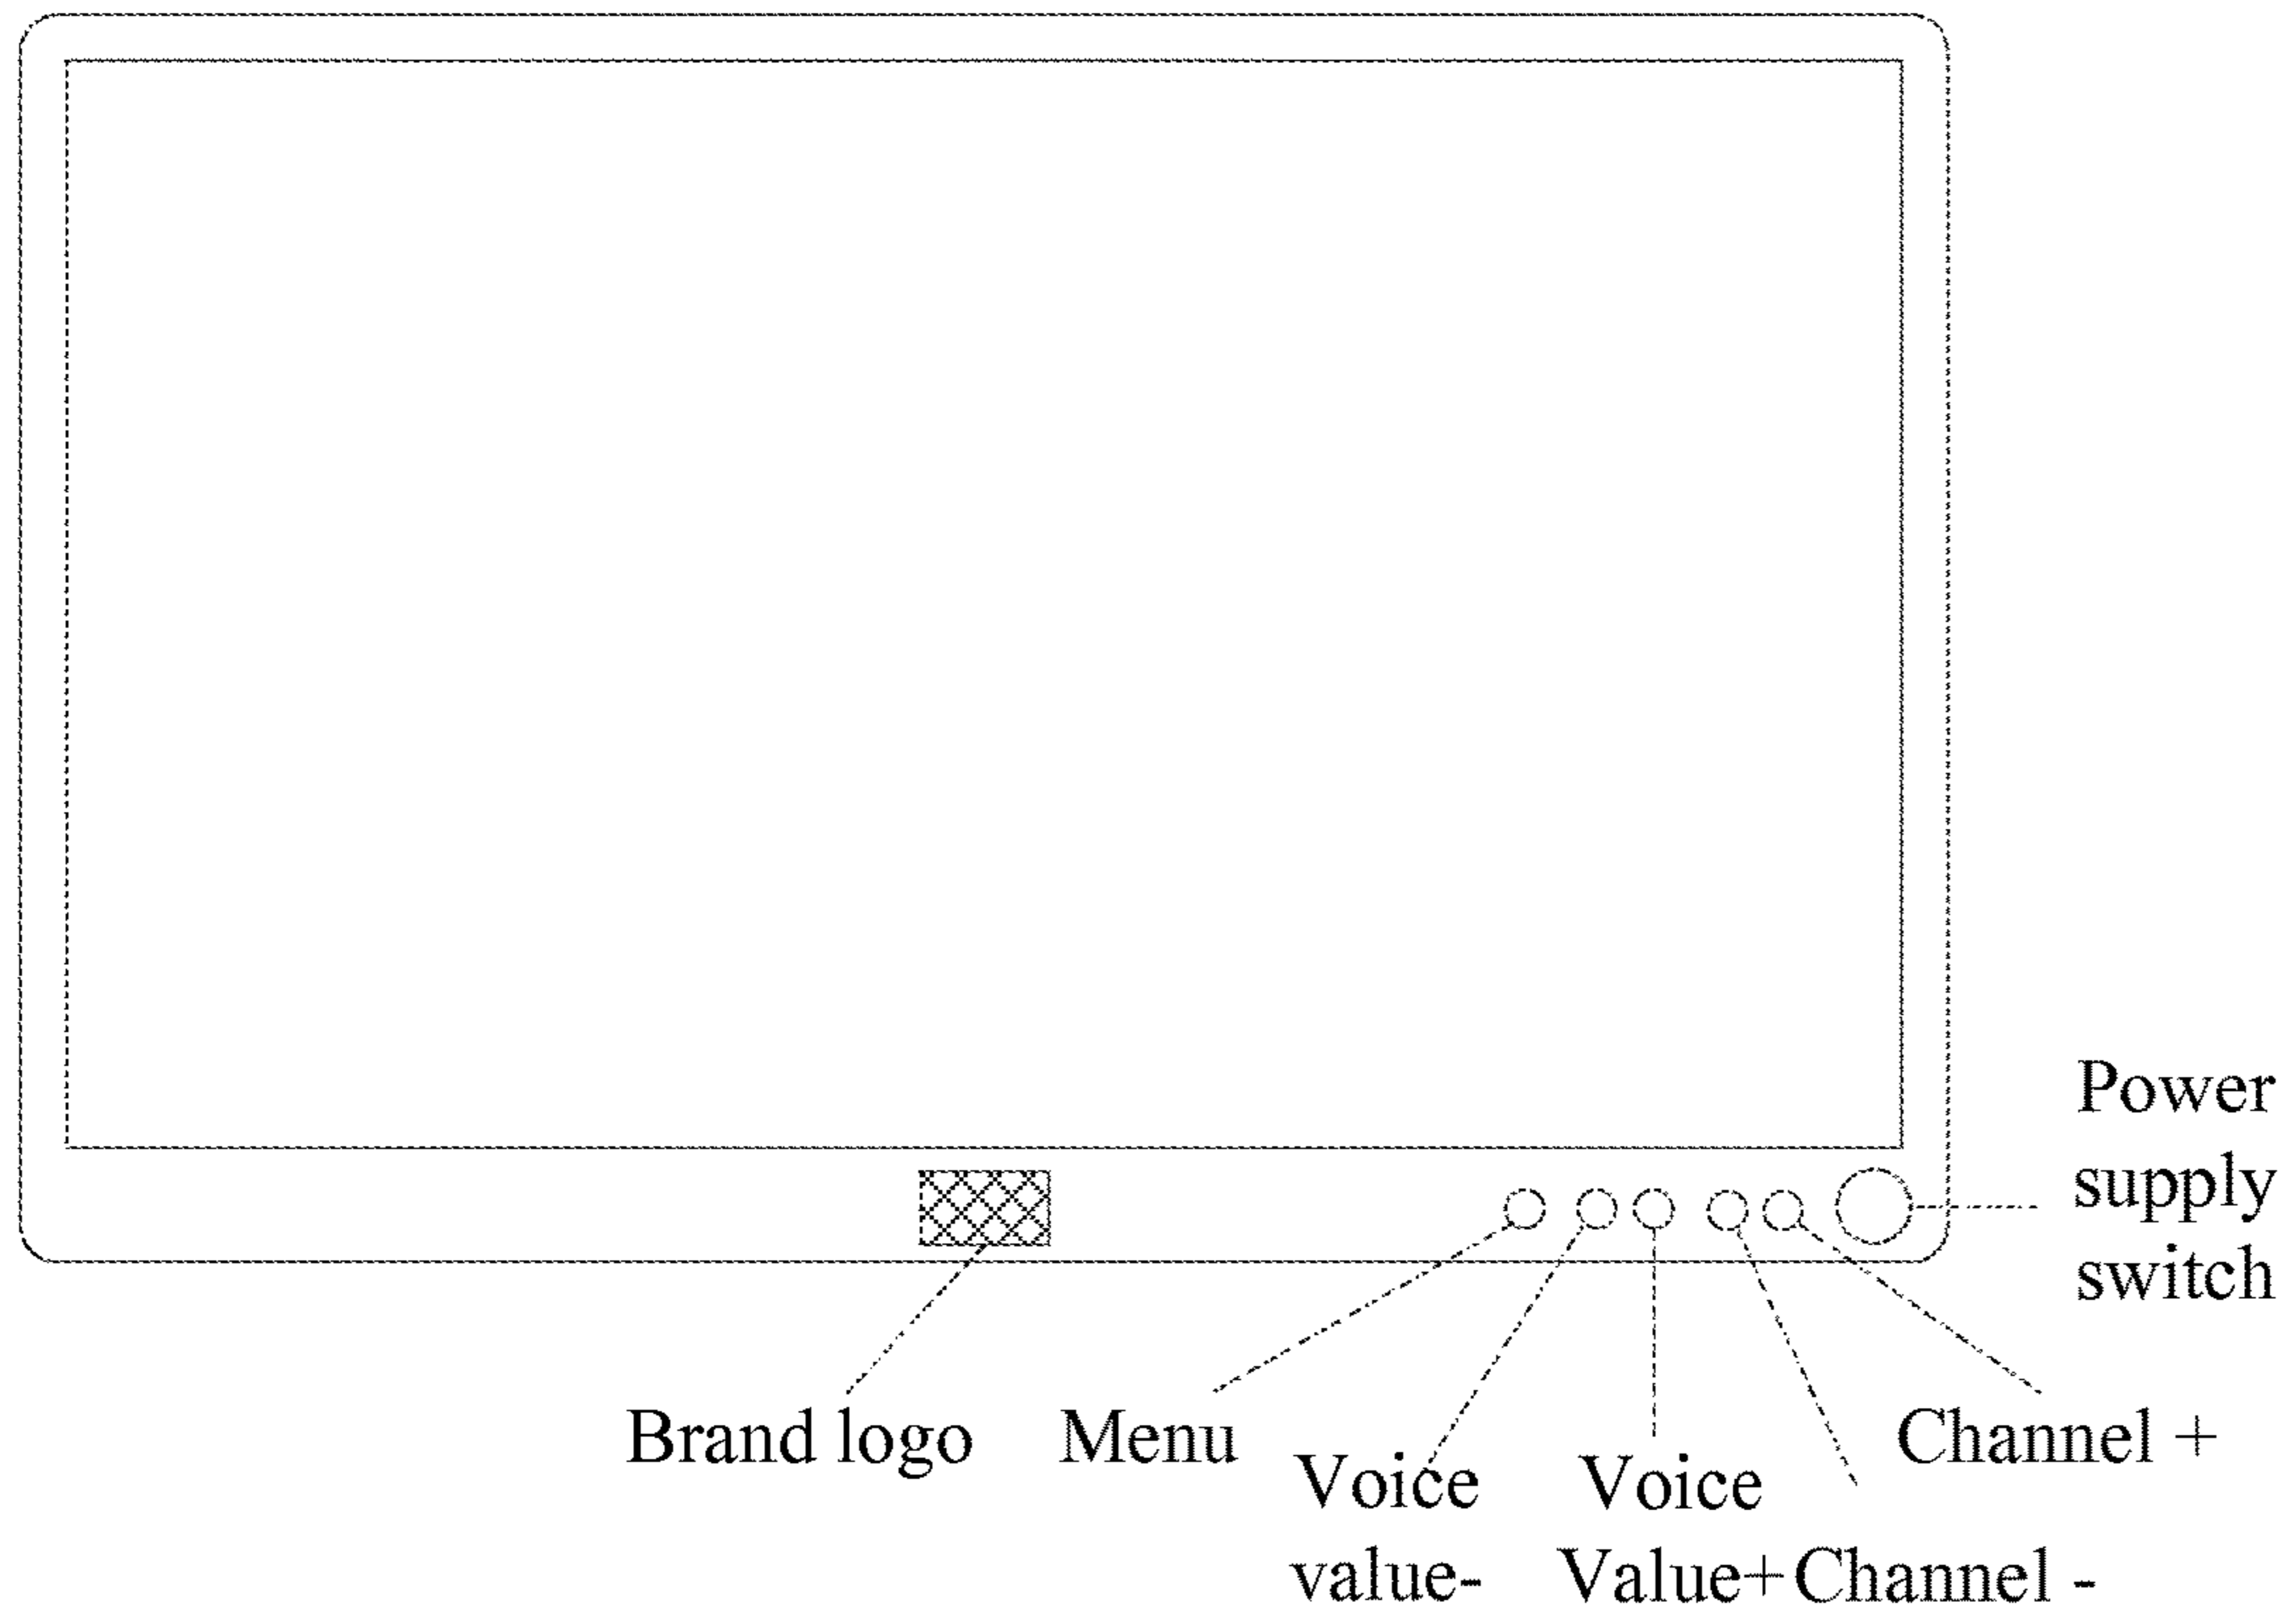 Power
supply
switch
Brand logo
Menu
Voice
value-
Voice
Value+
Channel -
Channel +